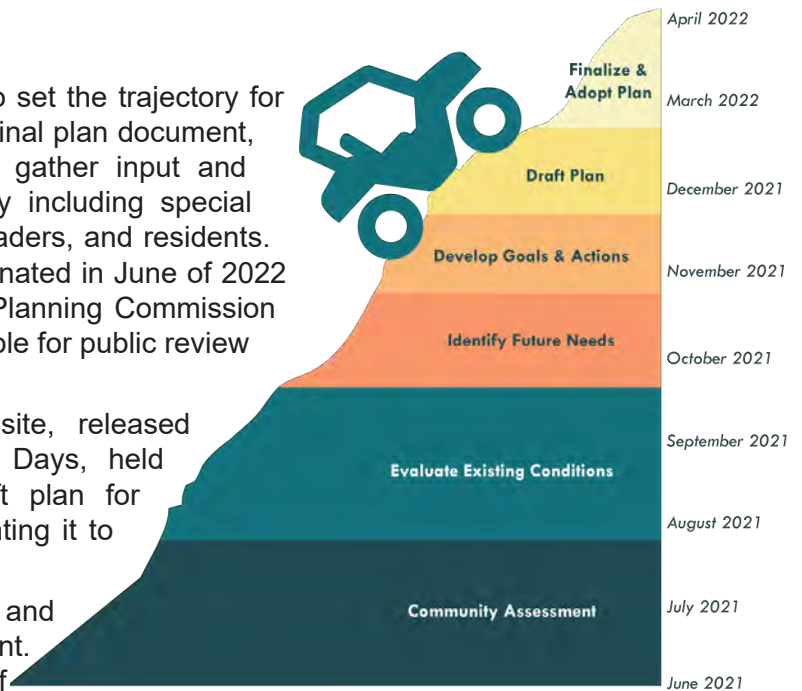 o set the trajectory for
inal plan document,
gather input and
y including special
aders, and residents.
nated in June of 2022
Planning Commission
ble for public review
site, released
Days, held
ft plan for
ting it to
and
nt.
f
April 2022
Finalize &
Adopt Plan
March 2022
Draft Plan
December 2021
Develop Goals & Actions
November 2021
Identify Future Needs
October 2021
September 2021
Evaluate Existing Conditions
August 2021
Community Assessment
July 2021
June 2021